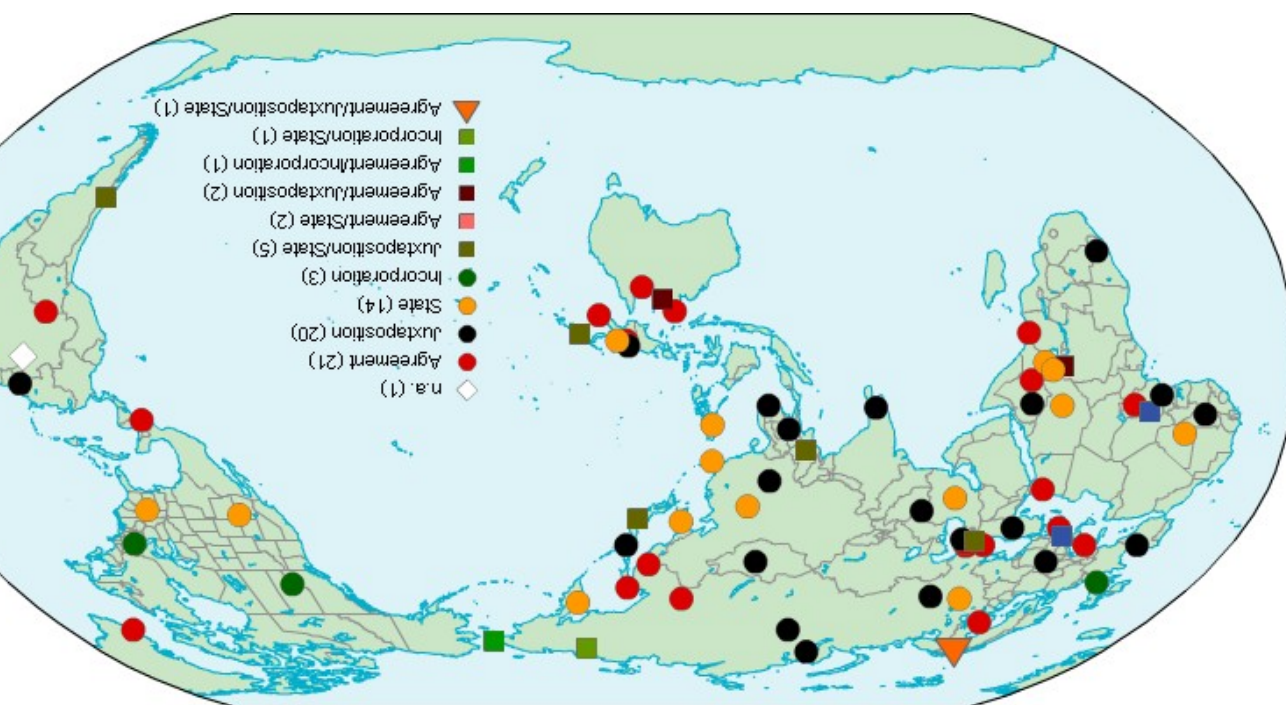 n.a. (1)
Agreement (21)
Juxtaposition (20)
State (14)
Incorporation (3)
Juxtaposition/State (5)
Agreement/State (2)
Agreement/Juxtaposition (2)
Agreement/Incorporation (1)
Incorporation/State (1)
Agreement/Juxtaposition/State (1)